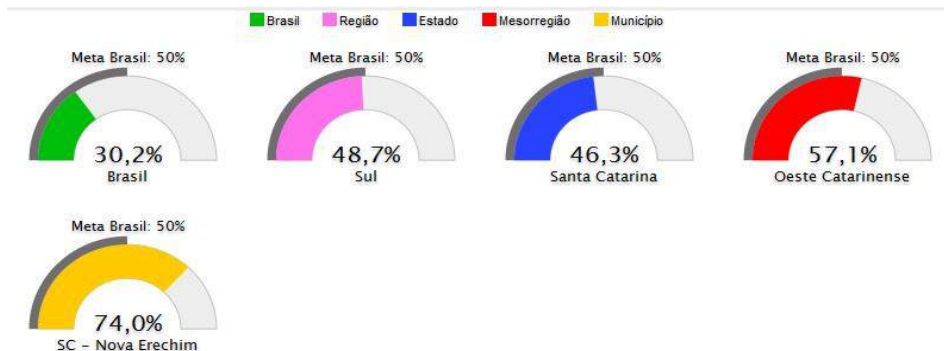 Brasil Região Estado Mesorregião Município
Meta Brasil: 50% Meta Brasil: 50% Meta Brasil: 50% Meta Brasil: 50%
30,2% 48,7% 46,3% 57,1%
Brasil Sul Santa Catarina Oeste Catarinense
Meta Brasil: 50%
74,0%
SC - Nova Erechim